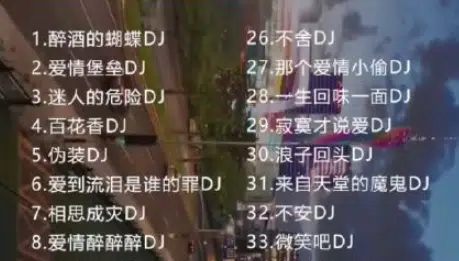 1.醉酒的蝴蝶DJ
2.爱情堡垒DJ
3.迷人的危险DJ
4.百花香DJ
5.伪装DJ
6.爱到流泪是谁的罪DJ
7.相思成灾DJ
8.爱情醉醉醉DJ
26.不舍DJ
27.那个爱情小偷DJ
28.一生回味一面DJ
29.寂寞才说爱DJ
30.浪子回头DJ
31.来自天堂的魔鬼DJ
32.不安DJ
33.微笑吧DJ